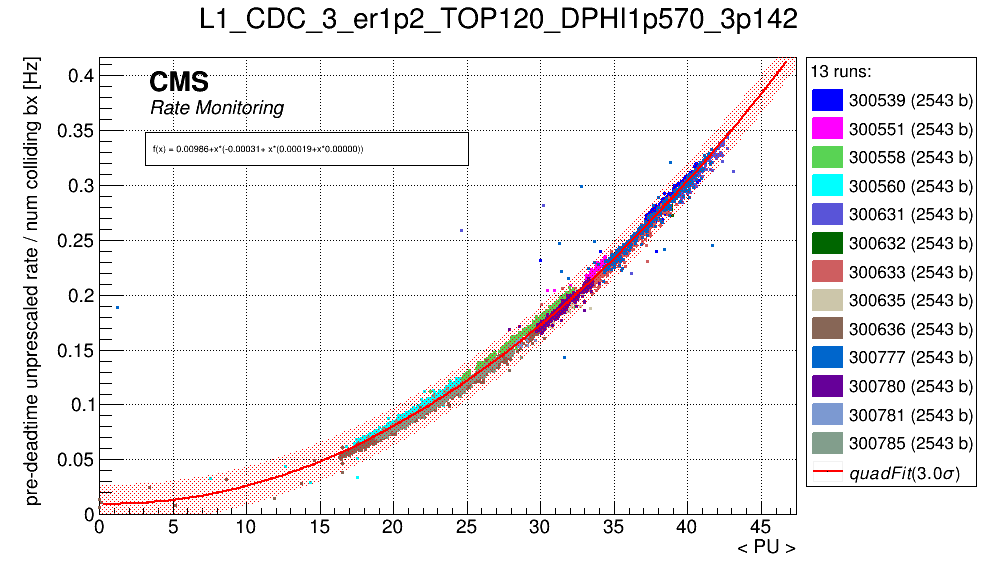 L1_CDC_3_er1p2_TOP120_DPHI1p570_3p142
pre-deadtime unprescaled rate / num colliding bx [Hz]
CMS
Rate Monitoring
f(x) = 0.00986+x*(-0.00031+ x*(0.00019+x*0.00000))
0.4
0.35
0.3
0.25
0.2
0.15
0.1
0.05
0
0 5 10 15 20 25 30 35 40 45
< PU >
13 runs:
300539 (2543 b)
300551 (2543 b)
300558 (2543 b)
300560 (2543 b)
300631 (2543 b)
300632 (2543 b)
300633 (2543 b)
300635 (2543 b)
300636 (2543 b)
300777 (2543 b)
300780 (2543 b)
300781 (2543 b)
300785 (2543 b)
quadFit(3.0σ)